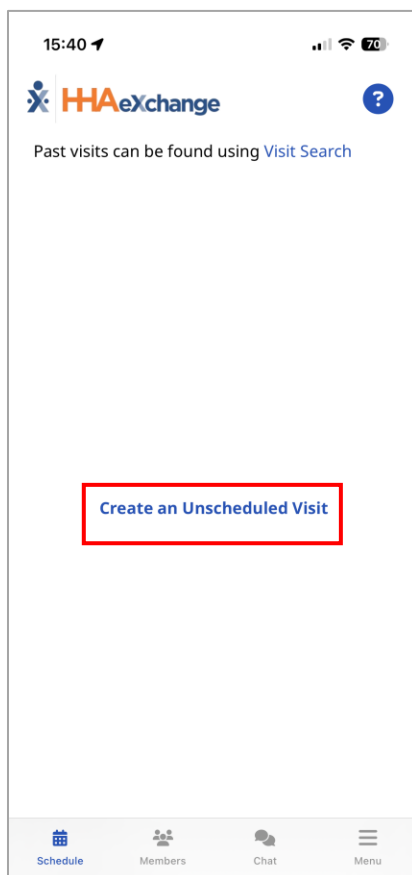 15:40
70
HHAeXchange
?
Past visits can be found using Visit Search
Create an Unscheduled Visit
Schedule Members Chat Menu